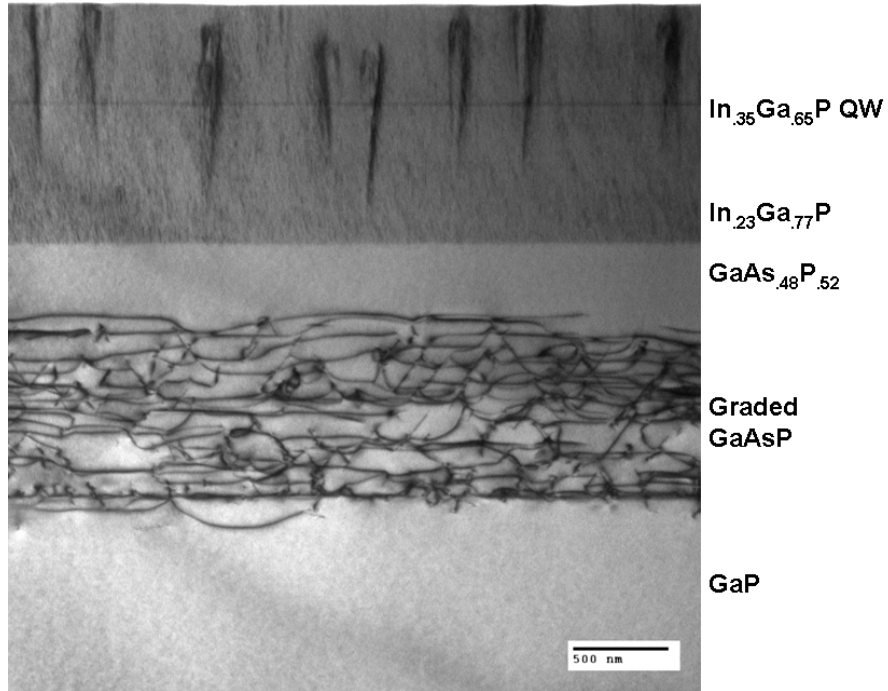 In.35Ga.65P QW
In.23Ga.77P
GaAs.48P.52
Graded
GaAsP
GaP
500 nm